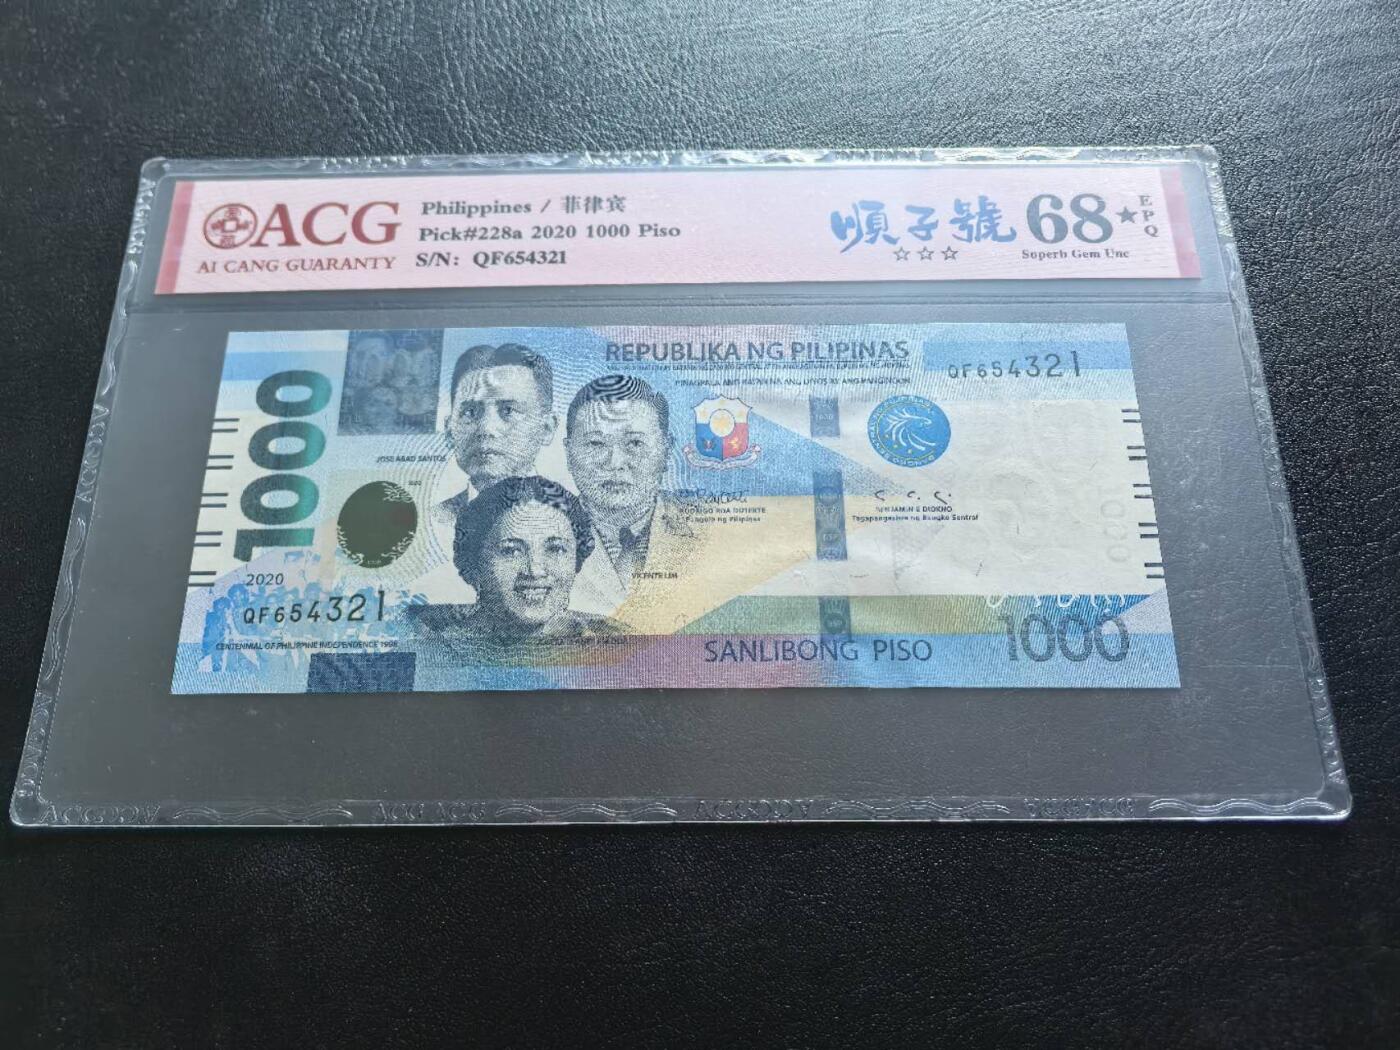 ACG
AI CANG GUARANTY
Philippines / 菲律宾
Pick#228a 2020 1000 Piso
S/N: QF654321
順子號
☆☆☆
68★
EPQ
Superb Gem Unc
REPUBLIKA NG PILIPINAS
QF654321
1000
JOSE ABAD SANTOS
RODRIGO ROA DUTERTE
Pangulo ng Pilipinas
BENJAMIN E DIOKNO
Tagapangasiwa ng Bangko Sentral
VICENTE LIM
2020
QF654321
CENTENNIAL OF PHILIPPINE INDEPENDENCE 1998
SANLIBONG PISO
1000